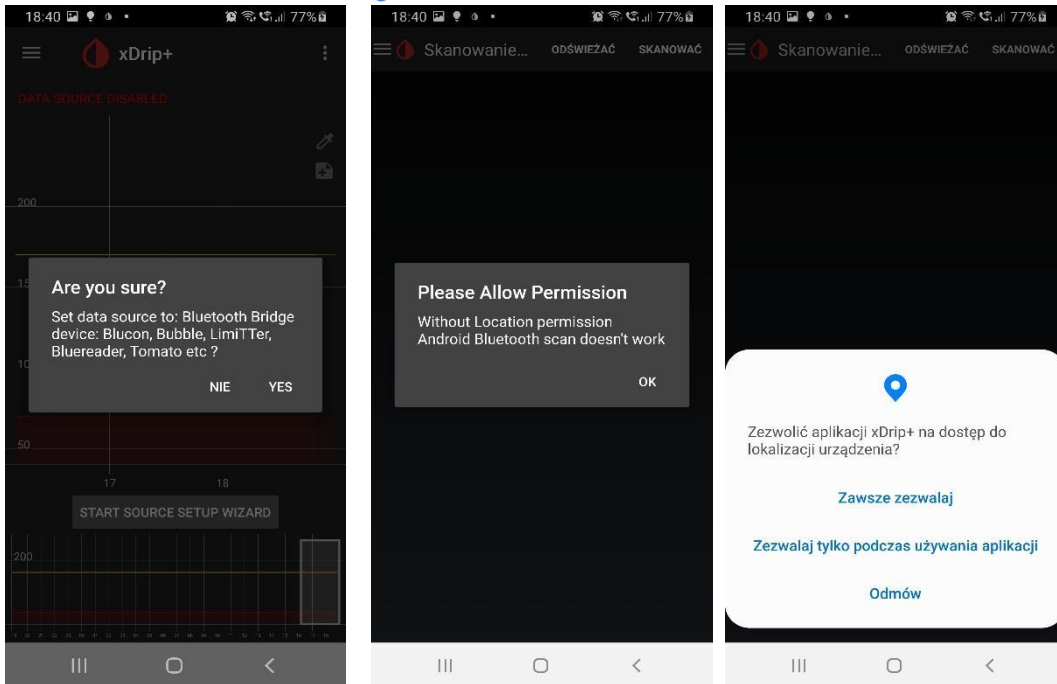 18:40
77%
xDrip+
DATA SOURCE DISABLED
200
15
Are you sure?
Set data source to: Bluetooth Bridge
device: Blucon, Bubble, LimiTTer,
Bluereader, Tomato etc ?
NIE YES
10
50
17 18
START SOURCE SETUP WIZARD
200
18:40
77%
Skanowanie... ODŚWIEŻAĆ SKANOWAĆ
Please Allow Permission
Without Location permission
Android Bluetooth scan doesn't work
OK
18:40
77%
Skanowanie... ODŚWIEŻAĆ SKANOWAĆ
Zezwolić aplikacji xDrip+ na dostęp do
lokalizacji urządzenia?
Zawsze zezwalaj
Zezwalaj tylko podczas używania aplikacji
Odmów